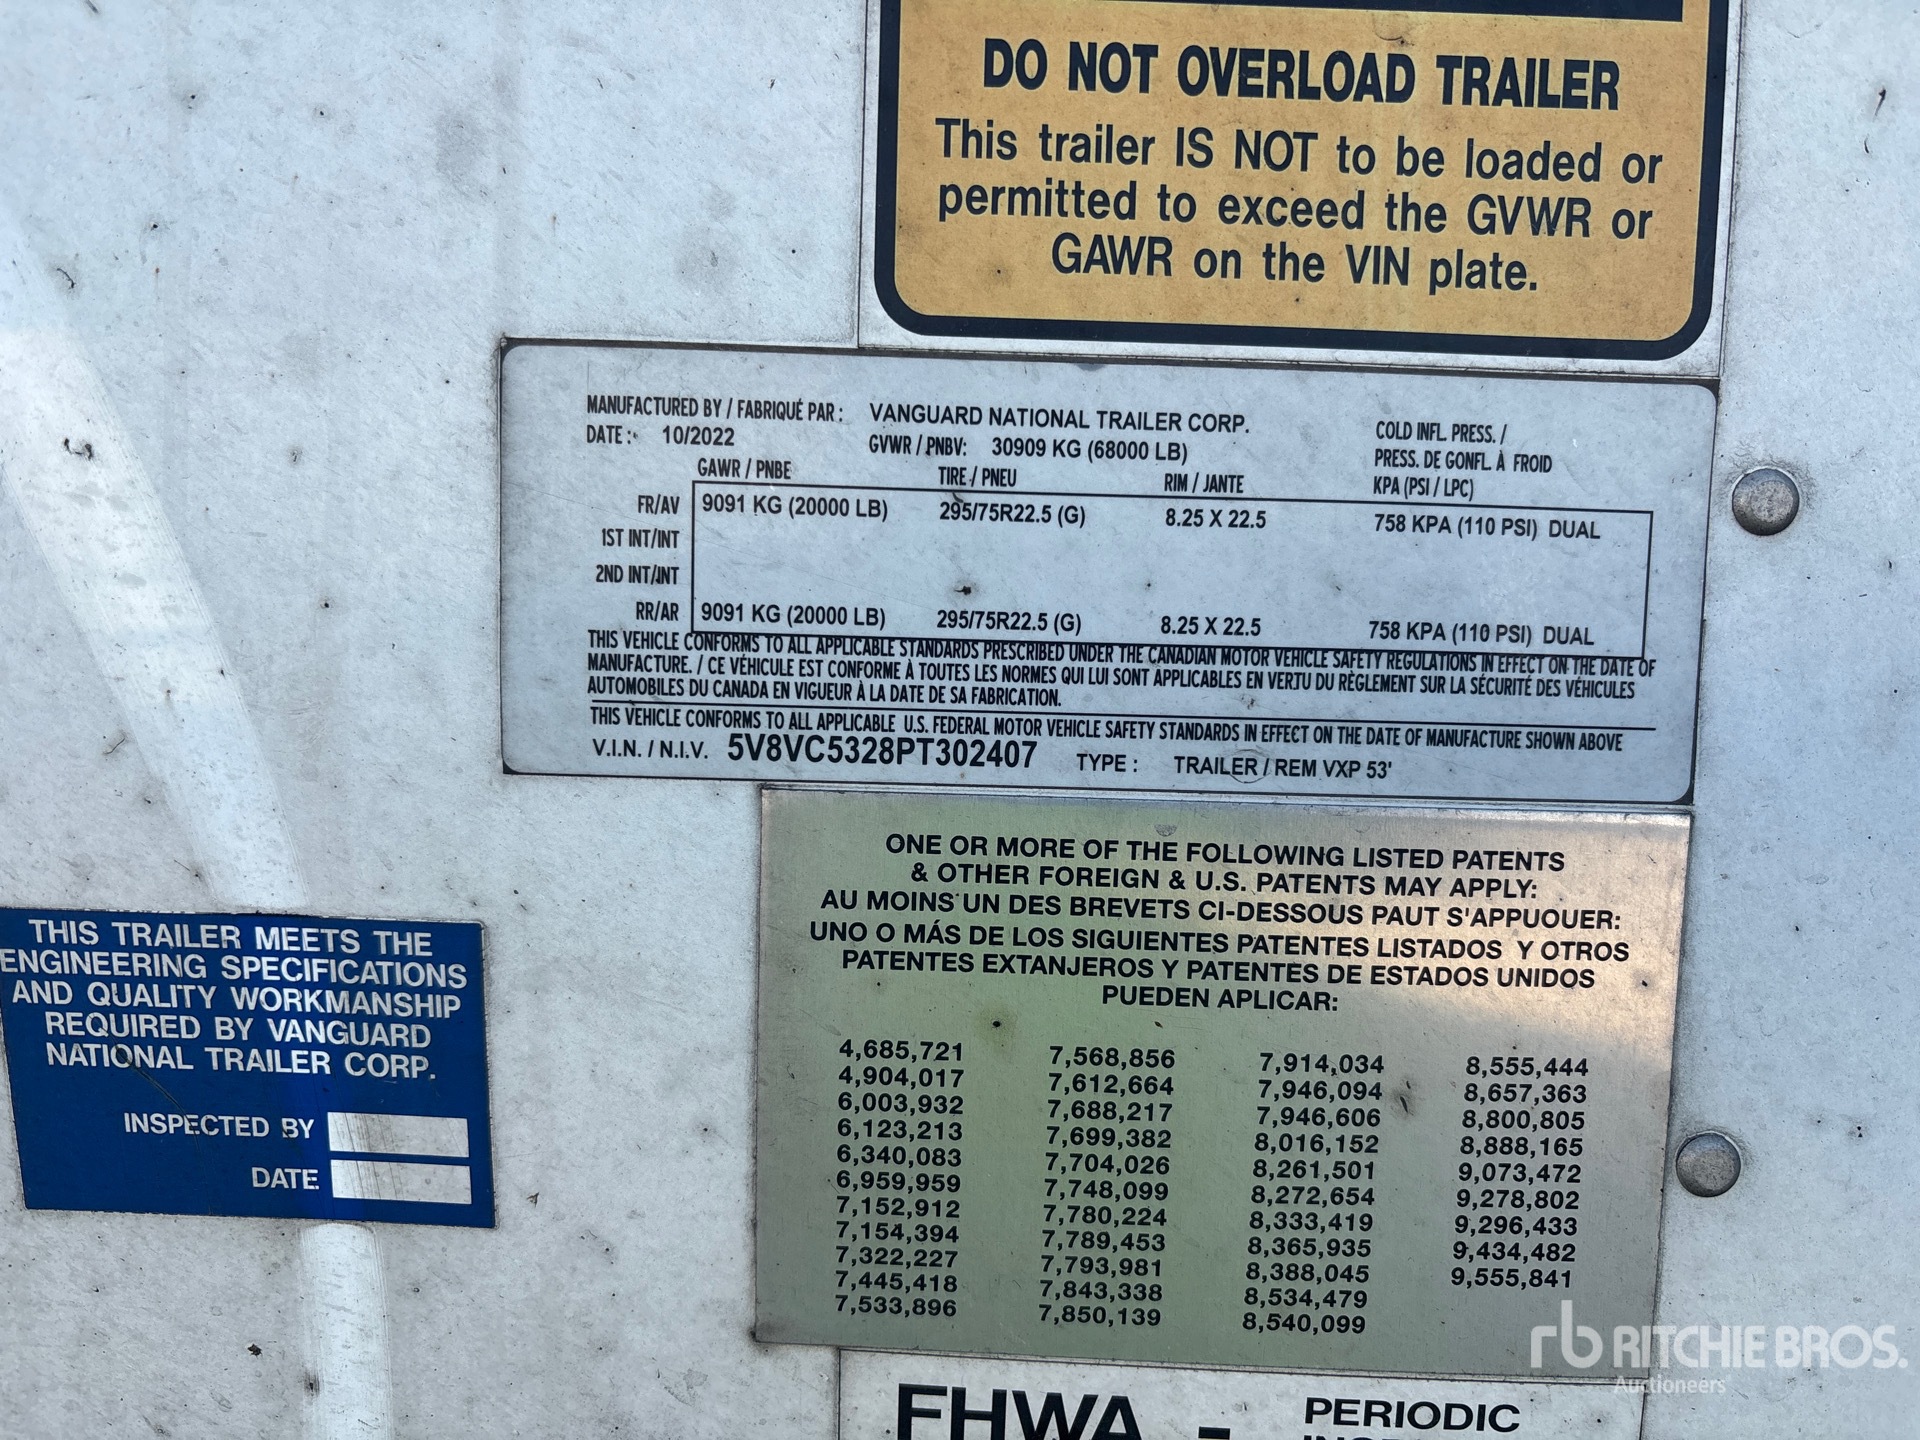 DO NOT OVERLOAD TRAILER
This trailer IS NOT to be loaded or
permitted to exceed the GVWR or
GAWR on the VIN plate.
MANUFACTURED BY / FABRIQUÉ PAR : VANGUARD NATIONAL TRAILER CORP.
DATE : 10/2022 GVWR / PNBV: 30909 KG (68000 LB)
COLD INFL. PRESS. /
PRESS. DE GONFL. À FROID
KPA (PSI / LPC)
GAWR / PNBE TIRE / PNEU RIM / JANTE
FR/AV 9091 KG (20000 LB) 295/75R22.5 (G) 8.25 X 22.5 758 KPA (110 PSI) DUAL
1ST INT/INT
2ND INT/INT
RR/AR 9091 KG (20000 LB) 295/75R22.5 (G) 8.25 X 22.5 758 KPA (110 PSI) DUAL
THIS VEHICLE CONFORMS TO ALL APPLICABLE STANDARDS PRESCRIBED UNDER THE CANADIAN MOTOR VEHICLE SAFETY REGULATIONS IN EFFECT ON THE DATE OF
MANUFACTURE. / CE VÉHICULE EST CONFORME À TOUTES LES NORMES QUI LUI SONT APPLICABLES EN VERTU DU RÈGLEMENT SUR LA SÉCURITÉ DES VÉHICULES
AUTOMOBILES DU CANADA EN VIGUEUR À LA DATE DE SA FABRICATION.
THIS VEHICLE CONFORMS TO ALL APPLICABLE U.S. FEDERAL MOTOR VEHICLE SAFETY STANDARDS IN EFFECT ON THE DATE OF MANUFACTURE SHOWN ABOVE
V.I.N. / N.I.V. 5V8VC5328PT302407 TYPE : TRAILER / REM VXP 53'
THIS TRAILER MEETS THE
ENGINEERING SPECIFICATIONS
AND QUALITY WORKMANSHIP
REQUIRED BY VANGUARD
NATIONAL TRAILER CORP.
INSPECTED BY
DATE
ONE OR MORE OF THE FOLLOWING LISTED PATENTS
& OTHER FOREIGN & U.S. PATENTS MAY APPLY:
AU MOINS UN DES BREVETS CI-DESSOUS PAUT S'APPUOUER:
UNO O MÁS DE LOS SIGUIENTES PATENTES LISTADOS Y OTROS
PATENTES EXTANJEROS Y PATENTES DE ESTADOS UNIDOS
PUEDEN APLICAR:
4,685,721 7,568,856 7,914,034 8,555,444
4,904,017 7,612,664 7,946,094 8,657,363
6,003,932 7,688,217 7,946,606 8,800,805
6,123,213 7,699,382 8,016,152 8,888,165
6,340,083 7,704,026 8,261,501 9,073,472
6,959,959 7,748,099 8,272,654 9,278,802
7,152,912 7,780,224 8,333,419 9,296,433
7,154,394 7,789,453 8,365,935 9,434,482
7,322,227 7,793,981 8,388,045 9,555,841
7,445,418 7,843,338 8,534,479
7,533,896 7,850,139 8,540,099
rb RITCHIE BROS.
Auctioneers
FHWA - PERIODIC